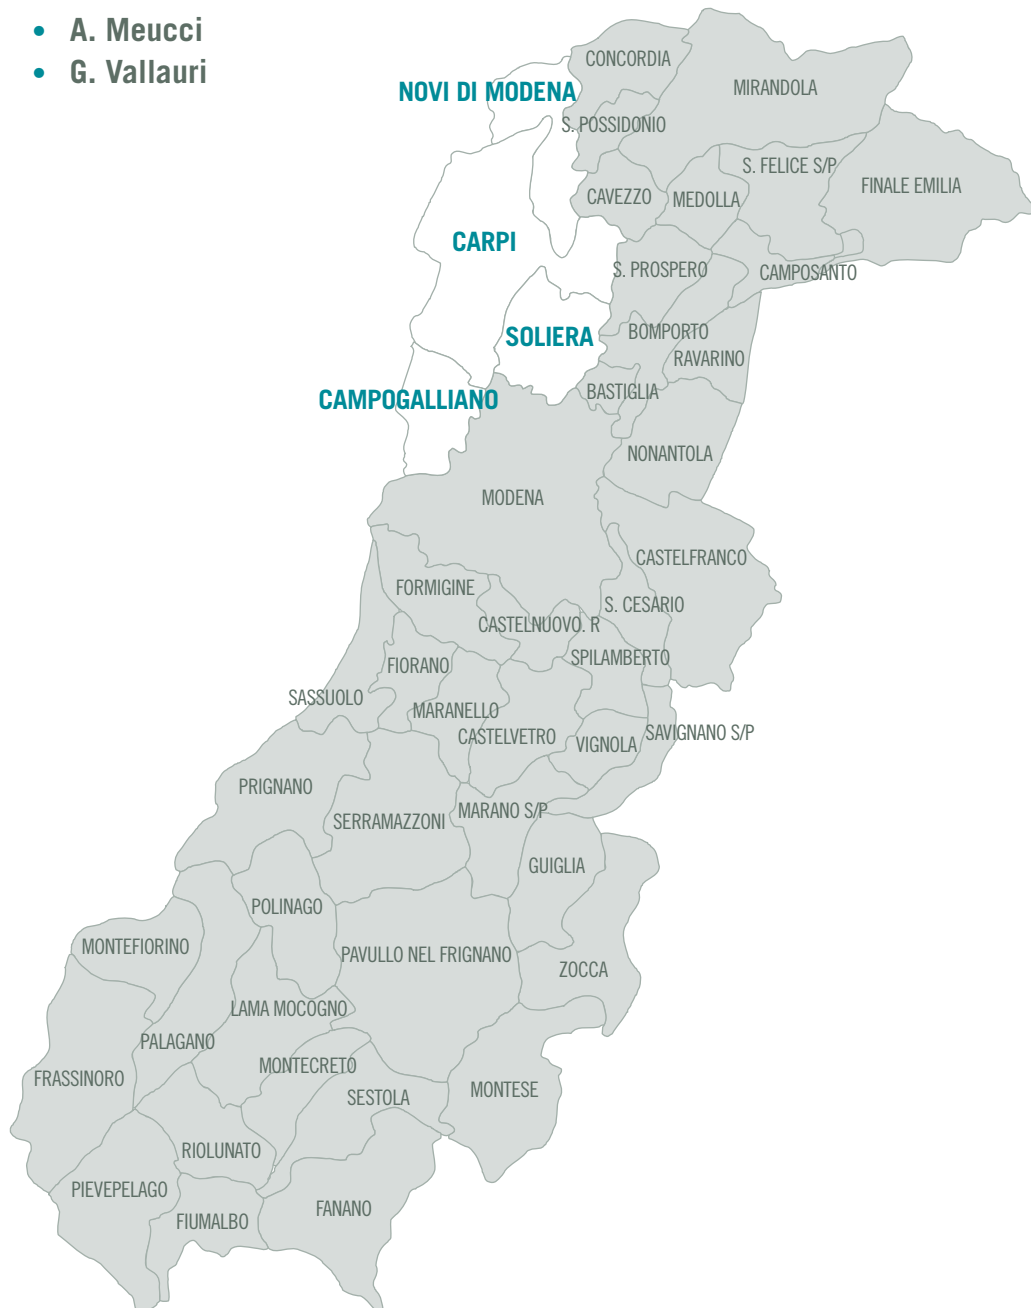 • A. Meucci
• G. Vallauri
CONCORDIA
MIRANDOLA
NOVI DI MODENA
S. POSSIDONIO
S. FELICE S/P
FINALE EMILIA
CAVEZZO
MEDOLLA
CARPI
S. PROSPERO
CAMPOSANTO
SOLIERA
BOMPORTO
RAVARINO
BASTIGLIA
CAMPOGALLIANO
NONANTOLA
MODENA
CASTELFRANCO
FORMIGINE
S. CESARIO
CASTELNUOVO. R
SPILAMBERTO
FIORANO
SASSUOLO
MARANELLO
CASTELVETRO
VIGNOLA
SAVIGNANO S/P
PRIGNANO
SERRAMAZZONI
MARANO S/P
GUIGLIA
POLINAGO
MONTEFIORINO
PAVULLO NEL FRIGNANO
ZOCCA
LAMA MOCOGNO
PALAGANO
MONTECRETO
FRASSINORO
SESTOLA
MONTESE
RIOLUNATO
PIEVEPELAGO
FIUMALBO
FANANO